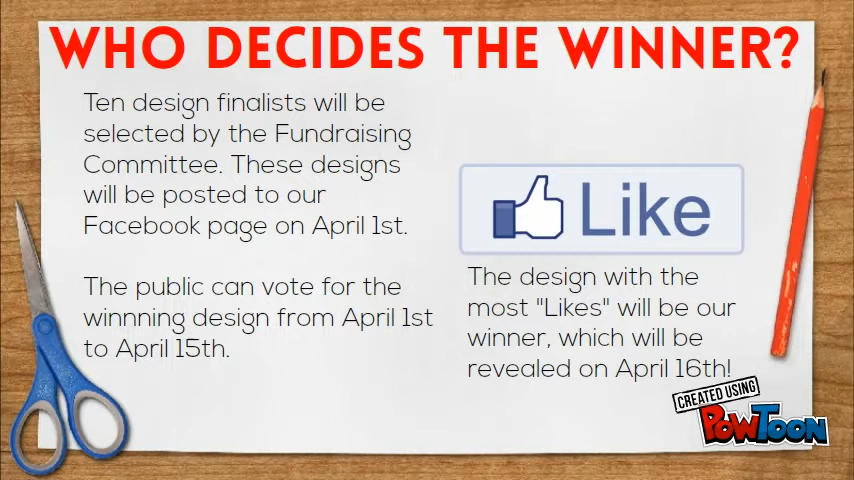 WHO DECIDES THE WINNER?
Ten design finalists will be
selected by the Fundraising
Committee. These designs
will be posted to our
Facebook page on April 1st.
The public can vote for the
winnning design from April 1st
to April 15th.
Like
The design with the
most "Likes" will be our
winner, which will be
revealed on April 16th!
CREATED USING
POWTOON